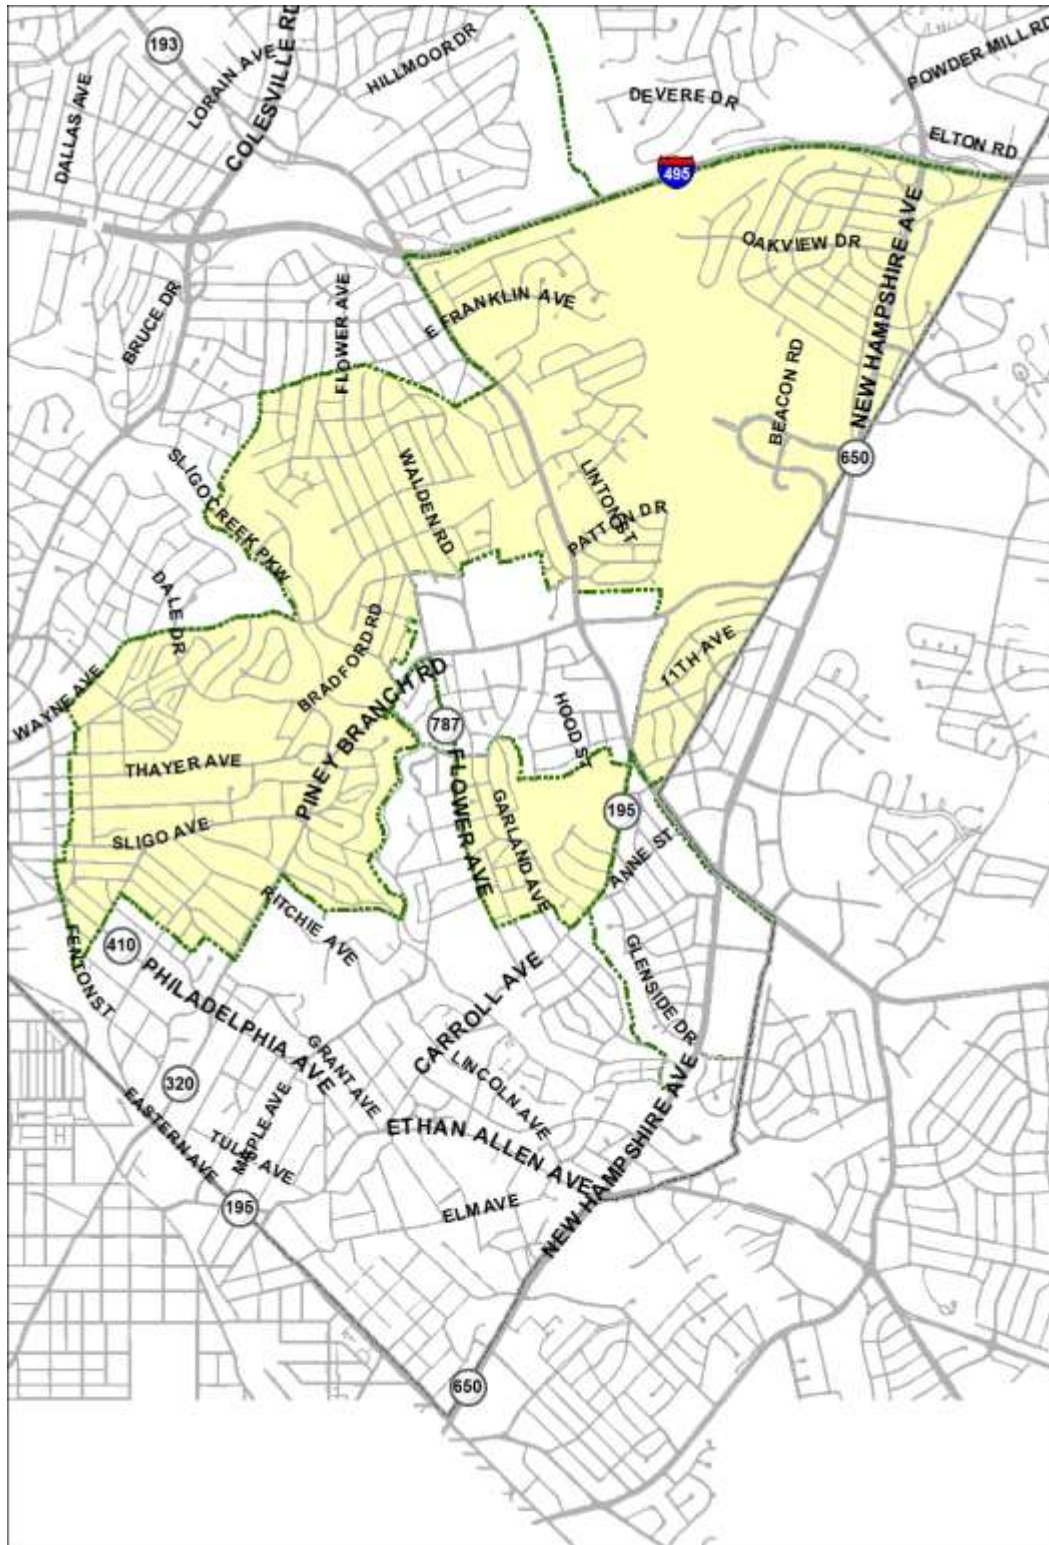 193
LORAIN AVE
COLESVILLE RD
HILLMOOR DR
POWDER MILL RD
DALLAS AVE
DEVERE DR
ELTON RD
495
OAKVIEW DR
NEW HAMPSHIRE AVE
BRUCE DR
FLOWER AVE
E FRANKLIN AVE
BEACON RD
650
SLIGO CREEK PKW
WALDEN RD
LINTON ST
PATTON DR
DALE DR
BRADFORD RD
11TH AVE
WAYNE AVE
PINEY BRANCH RD
787
HOOD ST
THAYER AVE
FLOWER AVE
GARLAND AVE
195
SLIGO AVE
ANNE ST
RITCHIE AVE
410
FENTON ST
PHILADELPHIA AVE
CARROLL AVE
GLENSIDE DR
GRANT AVE
LINCOLN AVE
320
EASTERN AVE
MAPLE AVE
TULIP AVE
ETHAN ALLEN AVE
NEW HAMPSHIRE AVE
195
ELM AVE
650